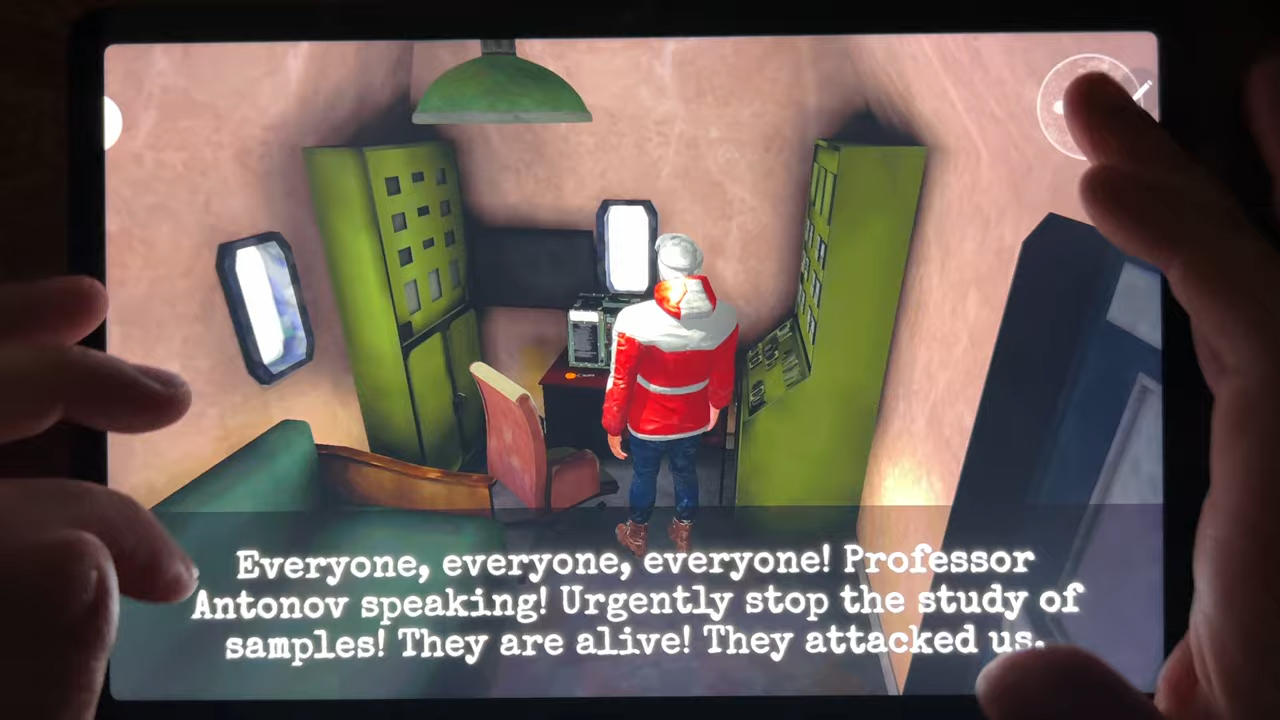 Everyone, everyone, everyone! Professor
Antonov speaking! Urgently stop the study of
samples! They are alive! They attacked us.